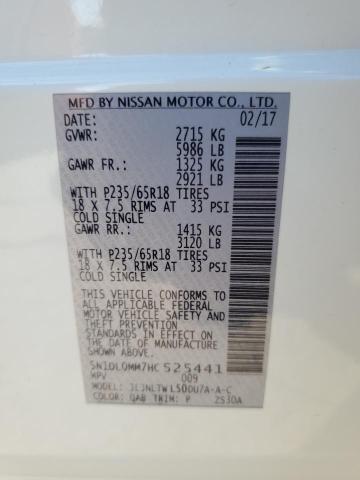 MFD BY NISSAN MOTOR CO., LTD.
DATE: 02/17
GVWR: 2715 KG
5986 LB
GAWR FR.: 1325 KG
2921 LB
WITH P235/65R18 TIRES
18 X 7.5 RIMS AT 33 PSI
COLD SINGLE
GAWR RR.: 1415 KG
3120 LB
WITH P235/65R18 TIRES
18 X 7.5 RIMS AT 33 PSI
COLD SINGLE
THIS VEHICLE CONFORMS TO
ALL APPLICABLE FEDERAL
MOTOR VEHICLE SAFETY AND
THEFT PREVENTION
STANDARDS IN EFFECT ON
THE DATE OF MANUFACTURE
SHOWN ABOVE.
5N1DL0MM7HC525441
MPV 009
MODEL: JLJNLTWL50DU7A-A-C
COLOR: QAB TRIM: P 2S30A